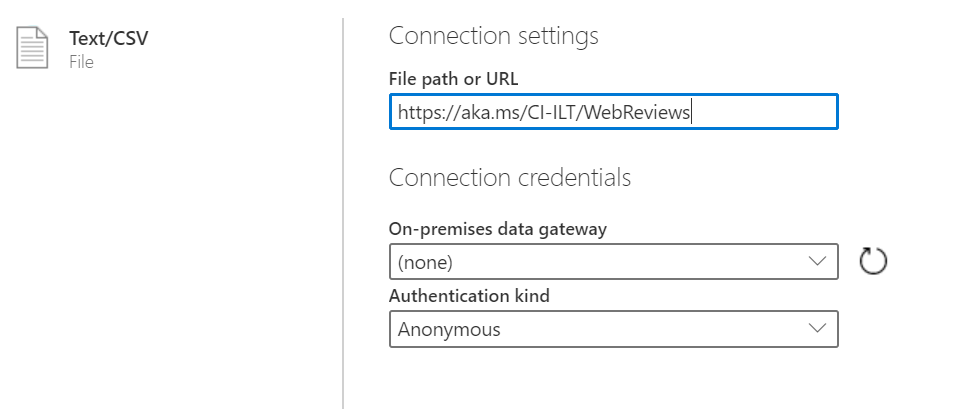 Text/CSV
File
Connection settings
File path or URL
https://aka.ms/CI-ILT/WebReviews
Connection credentials
On-premises data gateway
(none)
Authentication kind
Anonymous